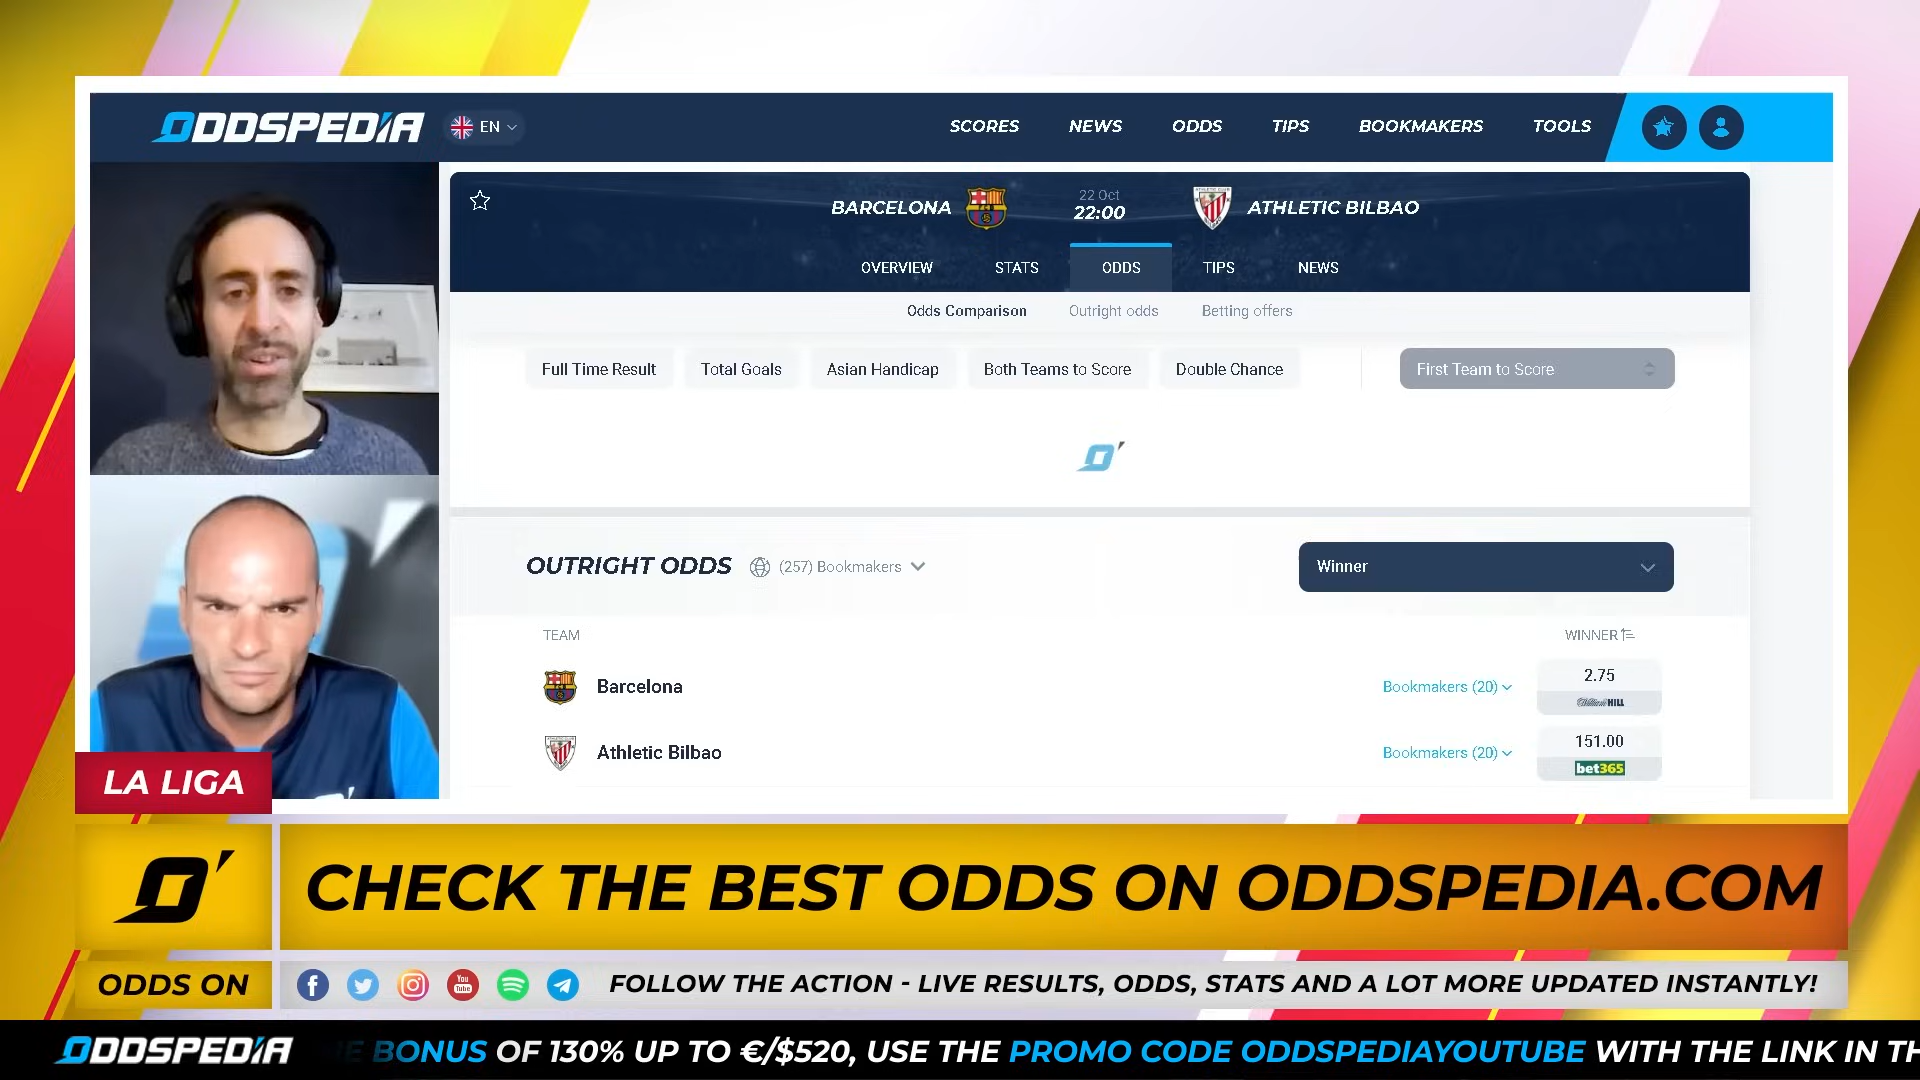 ODDSPEDIA
EN
SCORES NEWS ODDS TIPS BOOKMAKERS TOOLS
BARCELONA
22 Oct
22:00
ATHLETIC BILBAO
OVERVIEW STATS ODDS TIPS NEWS
Odds Comparison Outright odds Betting offers
Full Time Result Total Goals Asian Handicap Both Teams to Score Double Chance First Team to Score
OUTRIGHT ODDS (257) Bookmakers Winner
TEAM WINNER
Barcelona Bookmakers (20) 2.75
William HILL
Athletic Bilbao Bookmakers (20) 151.00
bet365
LA LIGA
CHECK THE BEST ODDS ON ODDSPEDIA.COM
ODDS ON
You Tube
FOLLOW THE ACTION - LIVE RESULTS, ODDS, STATS AND A LOT MORE UPDATED INSTANTLY!
ODDSPEDIA
BONUS OF 130% UP TO €/$520, USE THE PROMO CODE ODDSPEDIAYOUTUBE WITH THE LINK IN TH